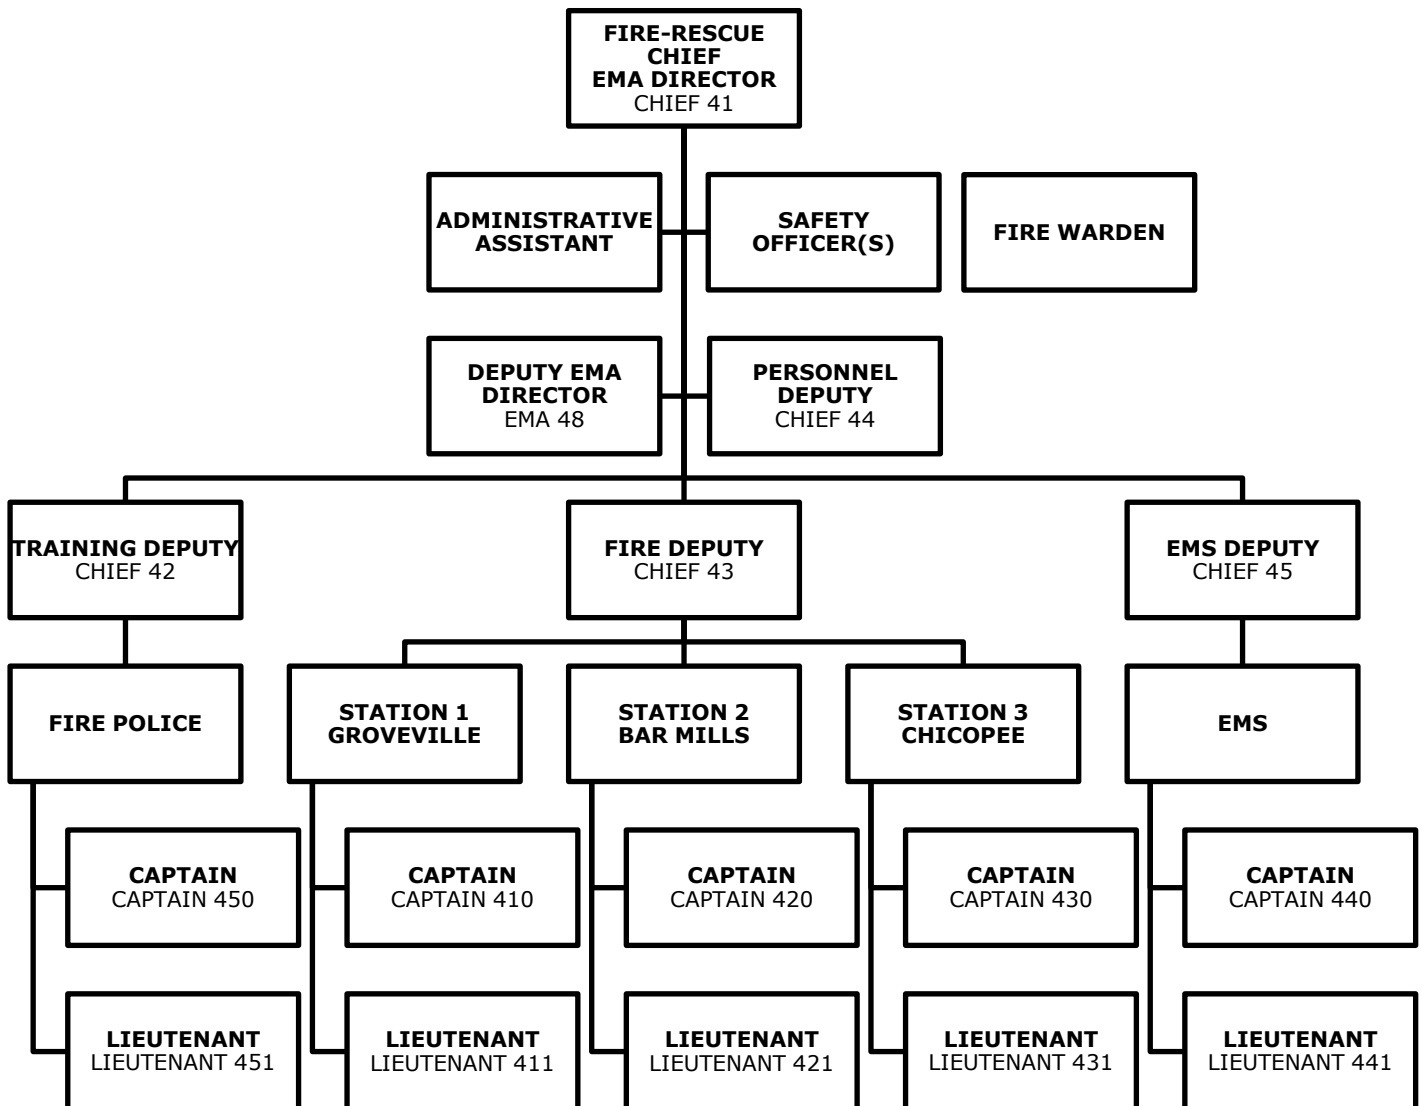 FIRE-RESCUE
CHIEF
EMA DIRECTOR
CHIEF 41
ADMINISTRATIVE
ASSISTANT
SAFETY
OFFICER(S)
FIRE WARDEN
DEPUTY EMA
DIRECTOR
EMA 48
PERSONNEL
DEPUTY
CHIEF 44
TRAINING DEPUTY
CHIEF 42
FIRE DEPUTY
CHIEF 43
EMS DEPUTY
CHIEF 45
FIRE POLICE
STATION 1
GROVEVILLE
STATION 2
BAR MILLS
STATION 3
CHICOPEE
EMS
CAPTAIN
CAPTAIN 450
CAPTAIN
CAPTAIN 410
CAPTAIN
CAPTAIN 420
CAPTAIN
CAPTAIN 430
CAPTAIN
CAPTAIN 440
LIEUTENANT
LIEUTENANT 451
LIEUTENANT
LIEUTENANT 411
LIEUTENANT
LIEUTENANT 421
LIEUTENANT
LIEUTENANT 431
LIEUTENANT
LIEUTENANT 441